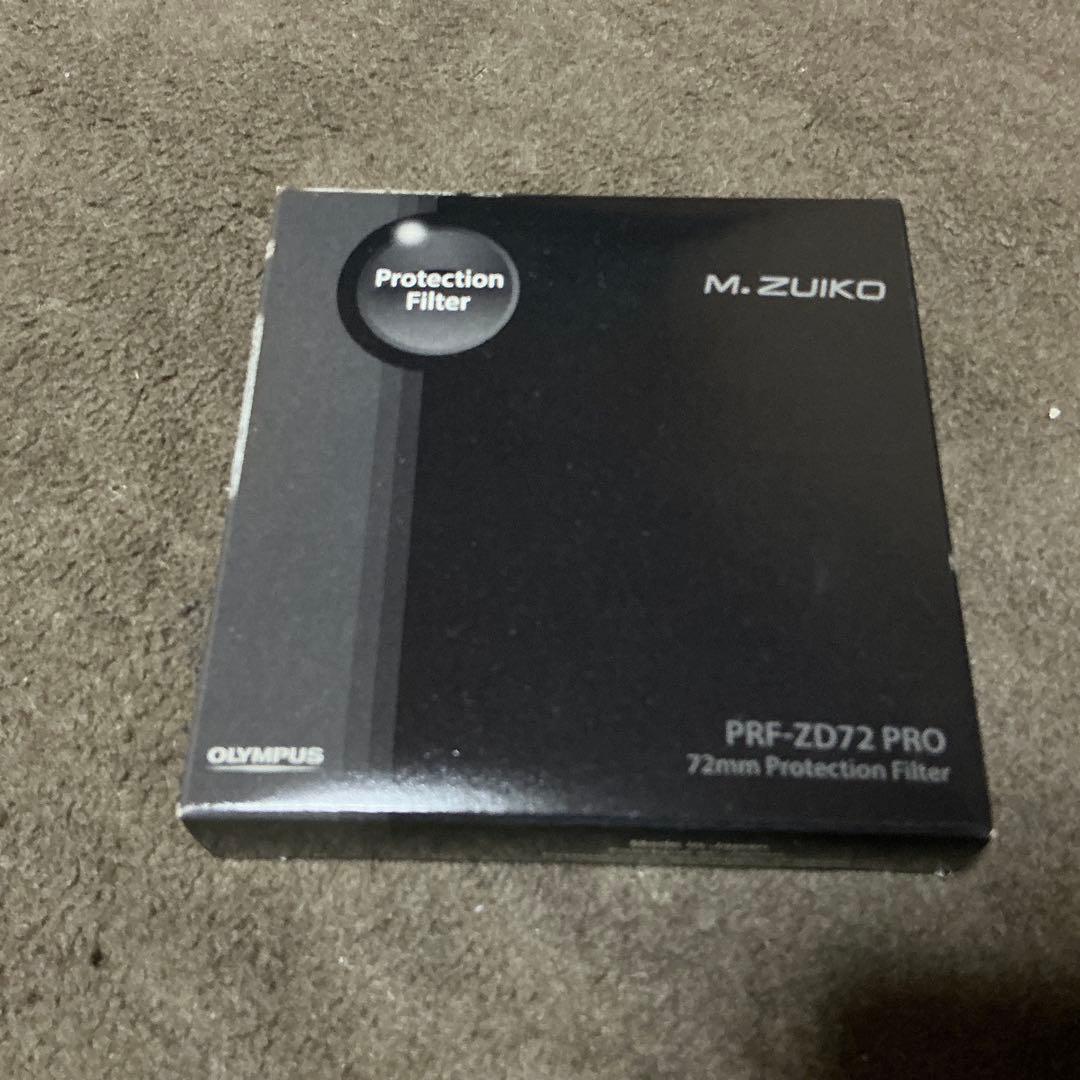 Protection
Filter
M.ZUIKO
PRF-ZD72 PRO
72mm Protection Filter
OLYMPUS